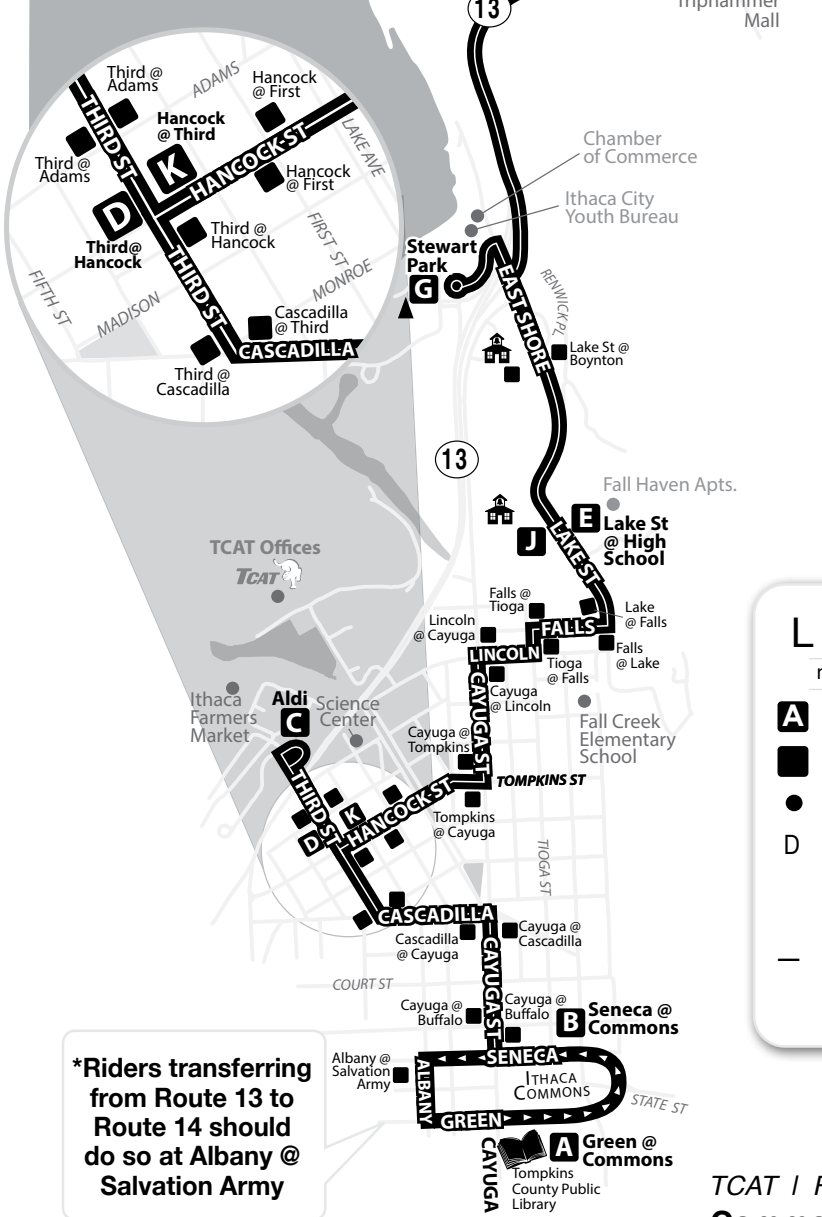 13
Triphammer
Mall
Third @
Adams
ADAMS
Hancock
@ First
Hancock
@ Third
THIRD ST
K
HANCOCK ST
LAKE AVE
Third @
Adams
Hancock
@ First
D
Third@
Hancock
Third @
Hancock
THIRD ST
FIRST ST
MONROE
FIFTH ST
MADISON
Cascadilla
@ Third
CASCADILLA
Third @
Cascadilla
Chamber
of Commerce
Ithaca City
Youth Bureau
Stewart
Park
G
EAST SHORE
RENWICK PL
Lake St @
Boynton
13
Fall Haven Apts.
E
Lake St
@ High
School
J
LAKE ST
TCAT Offices
TCAT
Falls @
Tioga
Lake
@ Falls
Lincoln
@ Cayuga
FALLS
LINCOLN
Tioga
@ Falls
Falls
@ Lake
CAYUGA ST
Cayuga
@ Lincoln
Ithaca
Farmers
Market
Aldi
C
Science
Center
Fall Creek
Elementary
School
Cayuga @
Tompkins
TOMPKINS ST
THIRD ST
K
D
HANCOCK ST
Tompkins
@ Cayuga
TIOGA ST
CASCADILLA
Cascadilla
@ Cayuga
Cayuga @
Cascadilla
CAYUGA ST
COURT ST
Cayuga @
Buffalo
Cayuga @
Buffalo
B
Seneca @
Commons
Albany @
Salvation
Army
SENECA
ALBANY
ITHACA
COMMONS
STATE ST
GREEN
CAYUGA
A
Green @
Commons
Tompkins
County Public
Library
*Riders transferring
from Route 13 to
Route 14 should
do so at Albany @
Salvation Army
L
A
D
TCAT